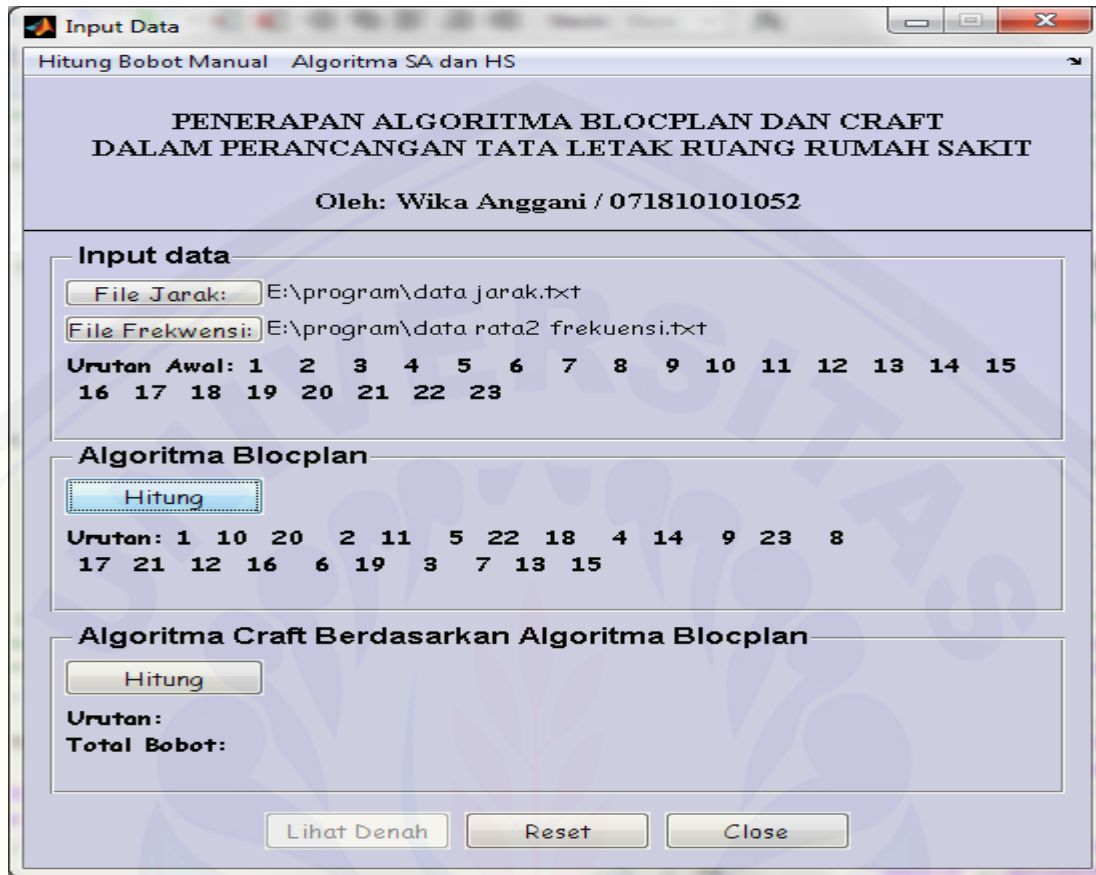 Input Data
Hitung Bobot Manual Algoritma SA dan HS
PENERAPAN ALGORITMA BLOCPLAN DAN CRAFT
DALAM PERANCANGAN TATA LETAK RUANG RUMAH SAKIT
Oleh: Wika Anggani / 071810101052
Input data
File Jarak: E:\program\data jarak.txt
File Frekwensi: E:\program\data rata2 frekuensi.txt
Urutan Awal: 1 2 3 4 5 6 7 8 9 10 11 12 13 14 15
16 17 18 19 20 21 22 23
Algoritma Blocplan
Hitung
Urutan: 1 10 20 2 11 5 22 18 4 14 9 23 8
17 21 12 16 6 19 3 7 13 15
Algoritma Craft Berdasarkan Algoritma Blocplan
Hitung
Urutan:
Total Bobot:
Lihat Denah Reset Close
UNIVERSITAS